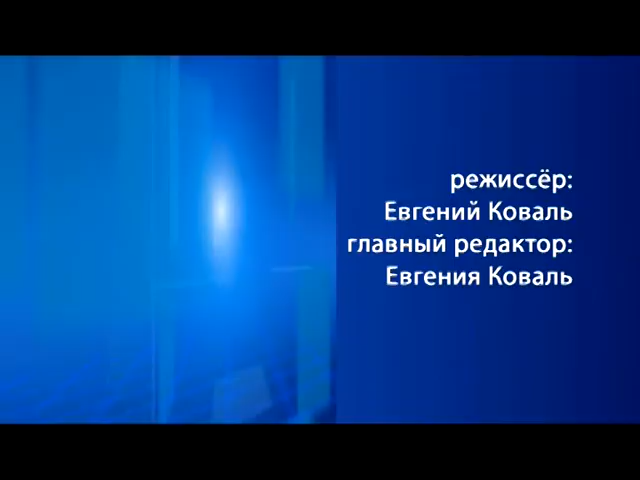 режиссёр:
Евгений Коваль
главный редактор:
Евгения Коваль